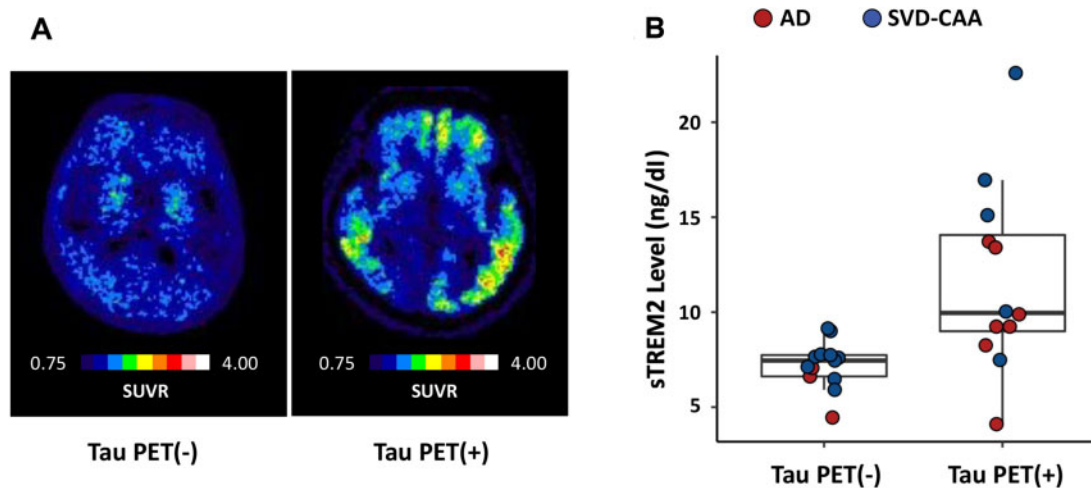 A
0.75 4.00
SUVR
Tau PET(-)
0.75 4.00
SUVR
Tau PET(+)
B
AD SVD-CAA
sTREM2 Level (ng/dl)
20
15
10
5
Tau PET(-) Tau PET(+)